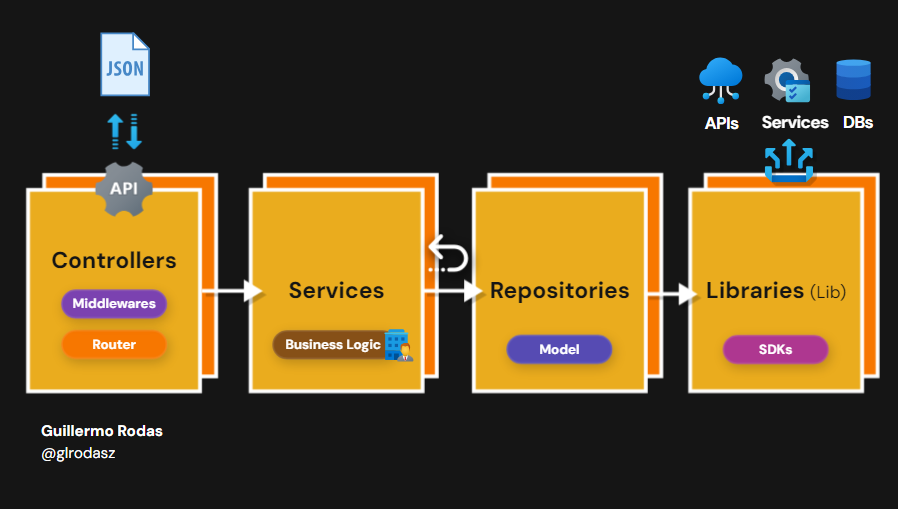 JSON
APIs
Services
DBs
API
Controllers
Middlewares
Router
Services
Business Logic
Repositories
Model
Libraries (Lib)
SDKs
Guillermo Rodas
@glrodasz